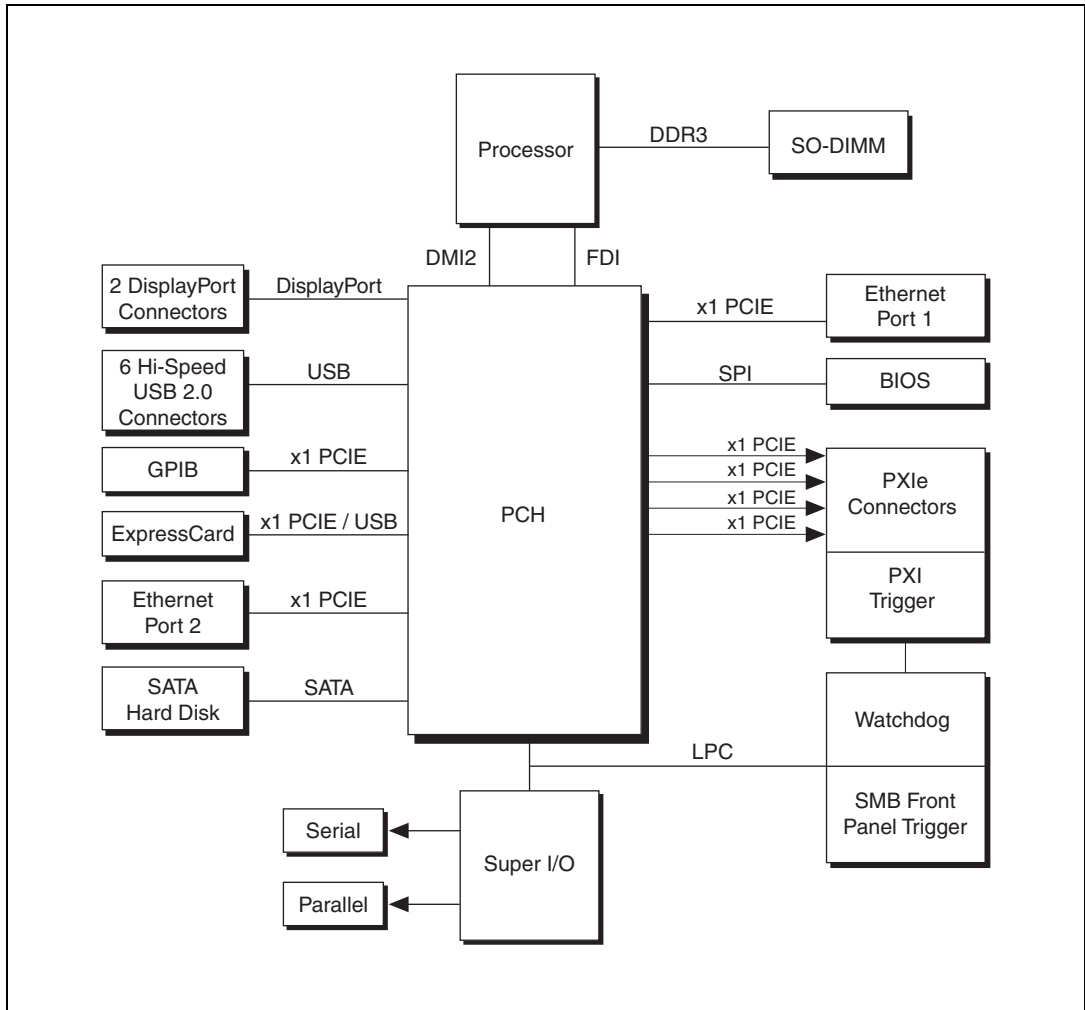 Processor
DDR3
SO-DIMM
DMI2
FDI
2 DisplayPort
Connectors
DisplayPort
6 Hi-Speed
USB 2.0
Connectors
USB
GPIB
x1 PCIE
ExpressCard
x1 PCIE / USB
Ethernet
Port 2
x1 PCIE
SATA
Hard Disk
SATA
PCH
x1 PCIE
Ethernet
Port 1
SPI
BIOS
x1 PCIE
x1 PCIE
x1 PCIE
x1 PCIE
PXIe
Connectors
PXI
Trigger
LPC
Watchdog
SMB Front
Panel Trigger
Serial
Parallel
Super I/O